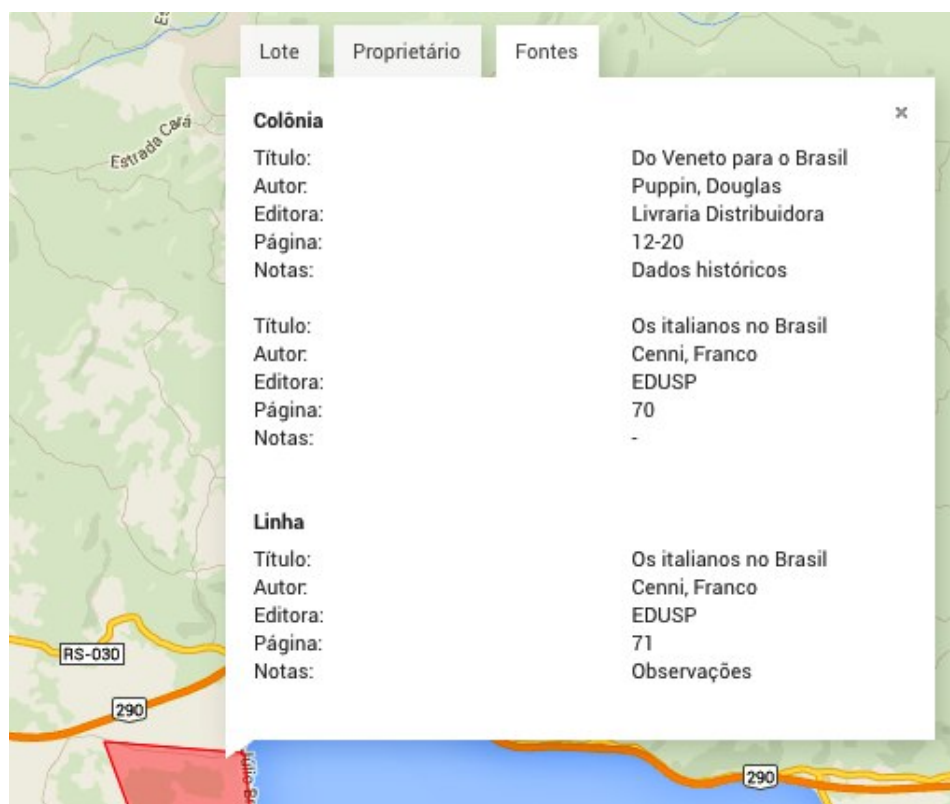 Lote Proprietário Fontes
Colônia
Título: Do Veneto para o Brasil
Autor: Puppin, Douglas
Editora: Livraria Distribuidora
Página: 12-20
Notas: Dados históricos
Título: Os italianos no Brasil
Autor: Cenni, Franco
Editora: EDUSP
Página: 70
Notas: -
Linha
Título: Os italianos no Brasil
Autor: Cenni, Franco
Editora: EDUSP
Página: 71
Notas: Observações
Estrada Cará
RS-030
290
290